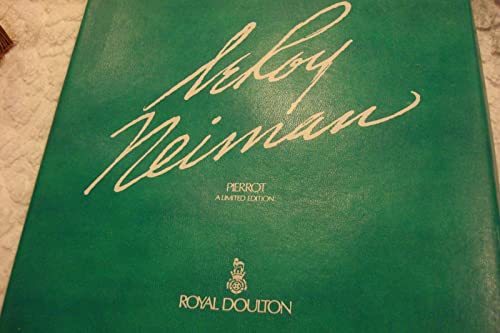 LeRoy
Neiman
PIERROT
A LIMITED EDITION
ROYAL DOULTON